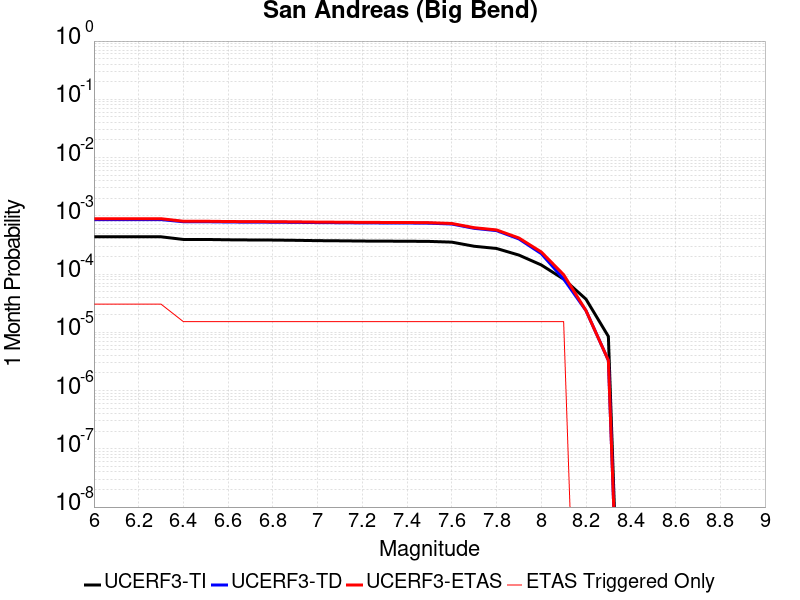 San Andreas (Big Bend)
10^0
10^-1
10^-2
10^-3
10^-4
10^-5
10^-6
10^-7
10^-8
1 Month Probability
6 6.2 6.4 6.6 6.8 7 7.2 7.4 7.6 7.8 8 8.2 8.4 8.6 8.8 9
Magnitude
UCERF3-TI UCERF3-TD UCERF3-ETAS ETAS Triggered Only